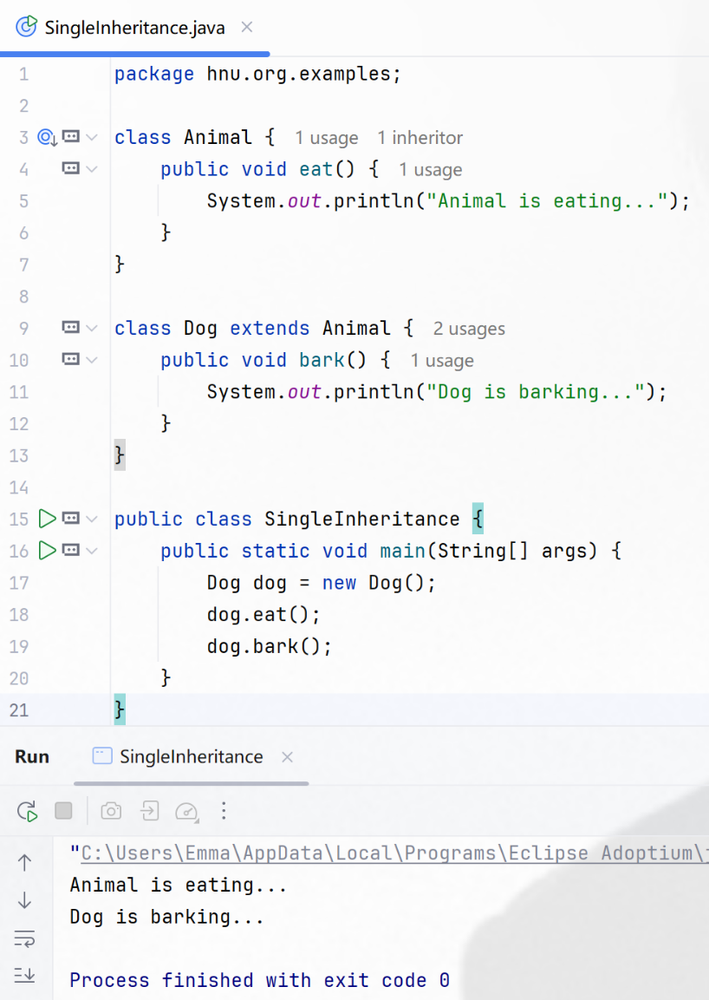 SingleInheritance.java
1 package hnu.org.examples;
2
3 class Animal { 1 usage 1 inheritor
4 public void eat() { 1 usage
5 System.out.println("Animal is eating...");
6 }
7 }
8
9 class Dog extends Animal { 2 usages
10 public void bark() { 1 usage
11 System.out.println("Dog is barking...");
12 }
13 }
14
15 public class SingleInheritance {
16 public static void main(String[] args) {
17 Dog dog = new Dog();
18 dog.eat();
19 dog.bark();
20 }
21 }
Run SingleInheritance
"C:\Users\Emma\AppData\Local\Programs\Eclipse Adoptium\
Animal is eating...
Dog is barking...
Process finished with exit code 0